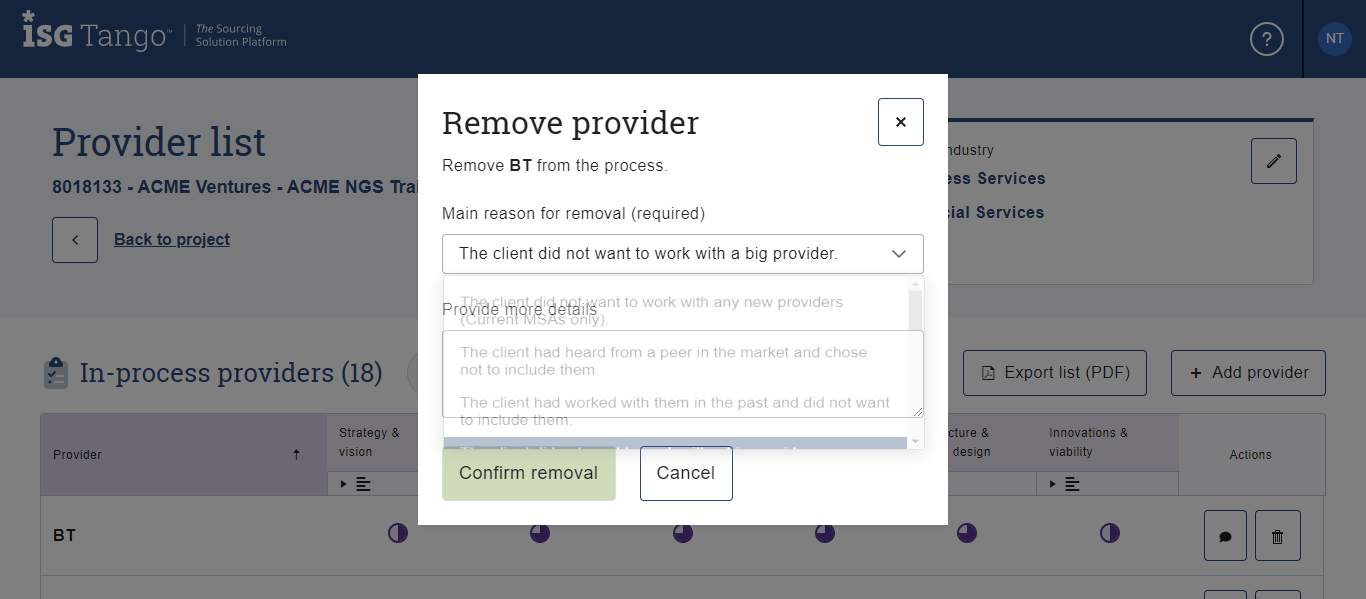 iSG Tango™
The Sourcing
Solution Platform
?
NT
Provider list
8018133 - ACME Ventures - ACME NGS Trai
Back to project
ndustry
ess Services
ial Services
Remove provider
Remove BT from the process.
Main reason for removal (required)
The client did not want to work with a big provider.
The client did not want to work with any new providers
(Current MSAs only).
Provide more details
The client had heard from a peer in the market and chose
not to include them.
The client had worked with them in the past and did not want
to include them.
Confirm removal
Cancel
In-process providers (18)
Export list (PDF)
+ Add provider
Provider
Strategy &
vision
cture &
design
Innovations &
viability
Actions
BT